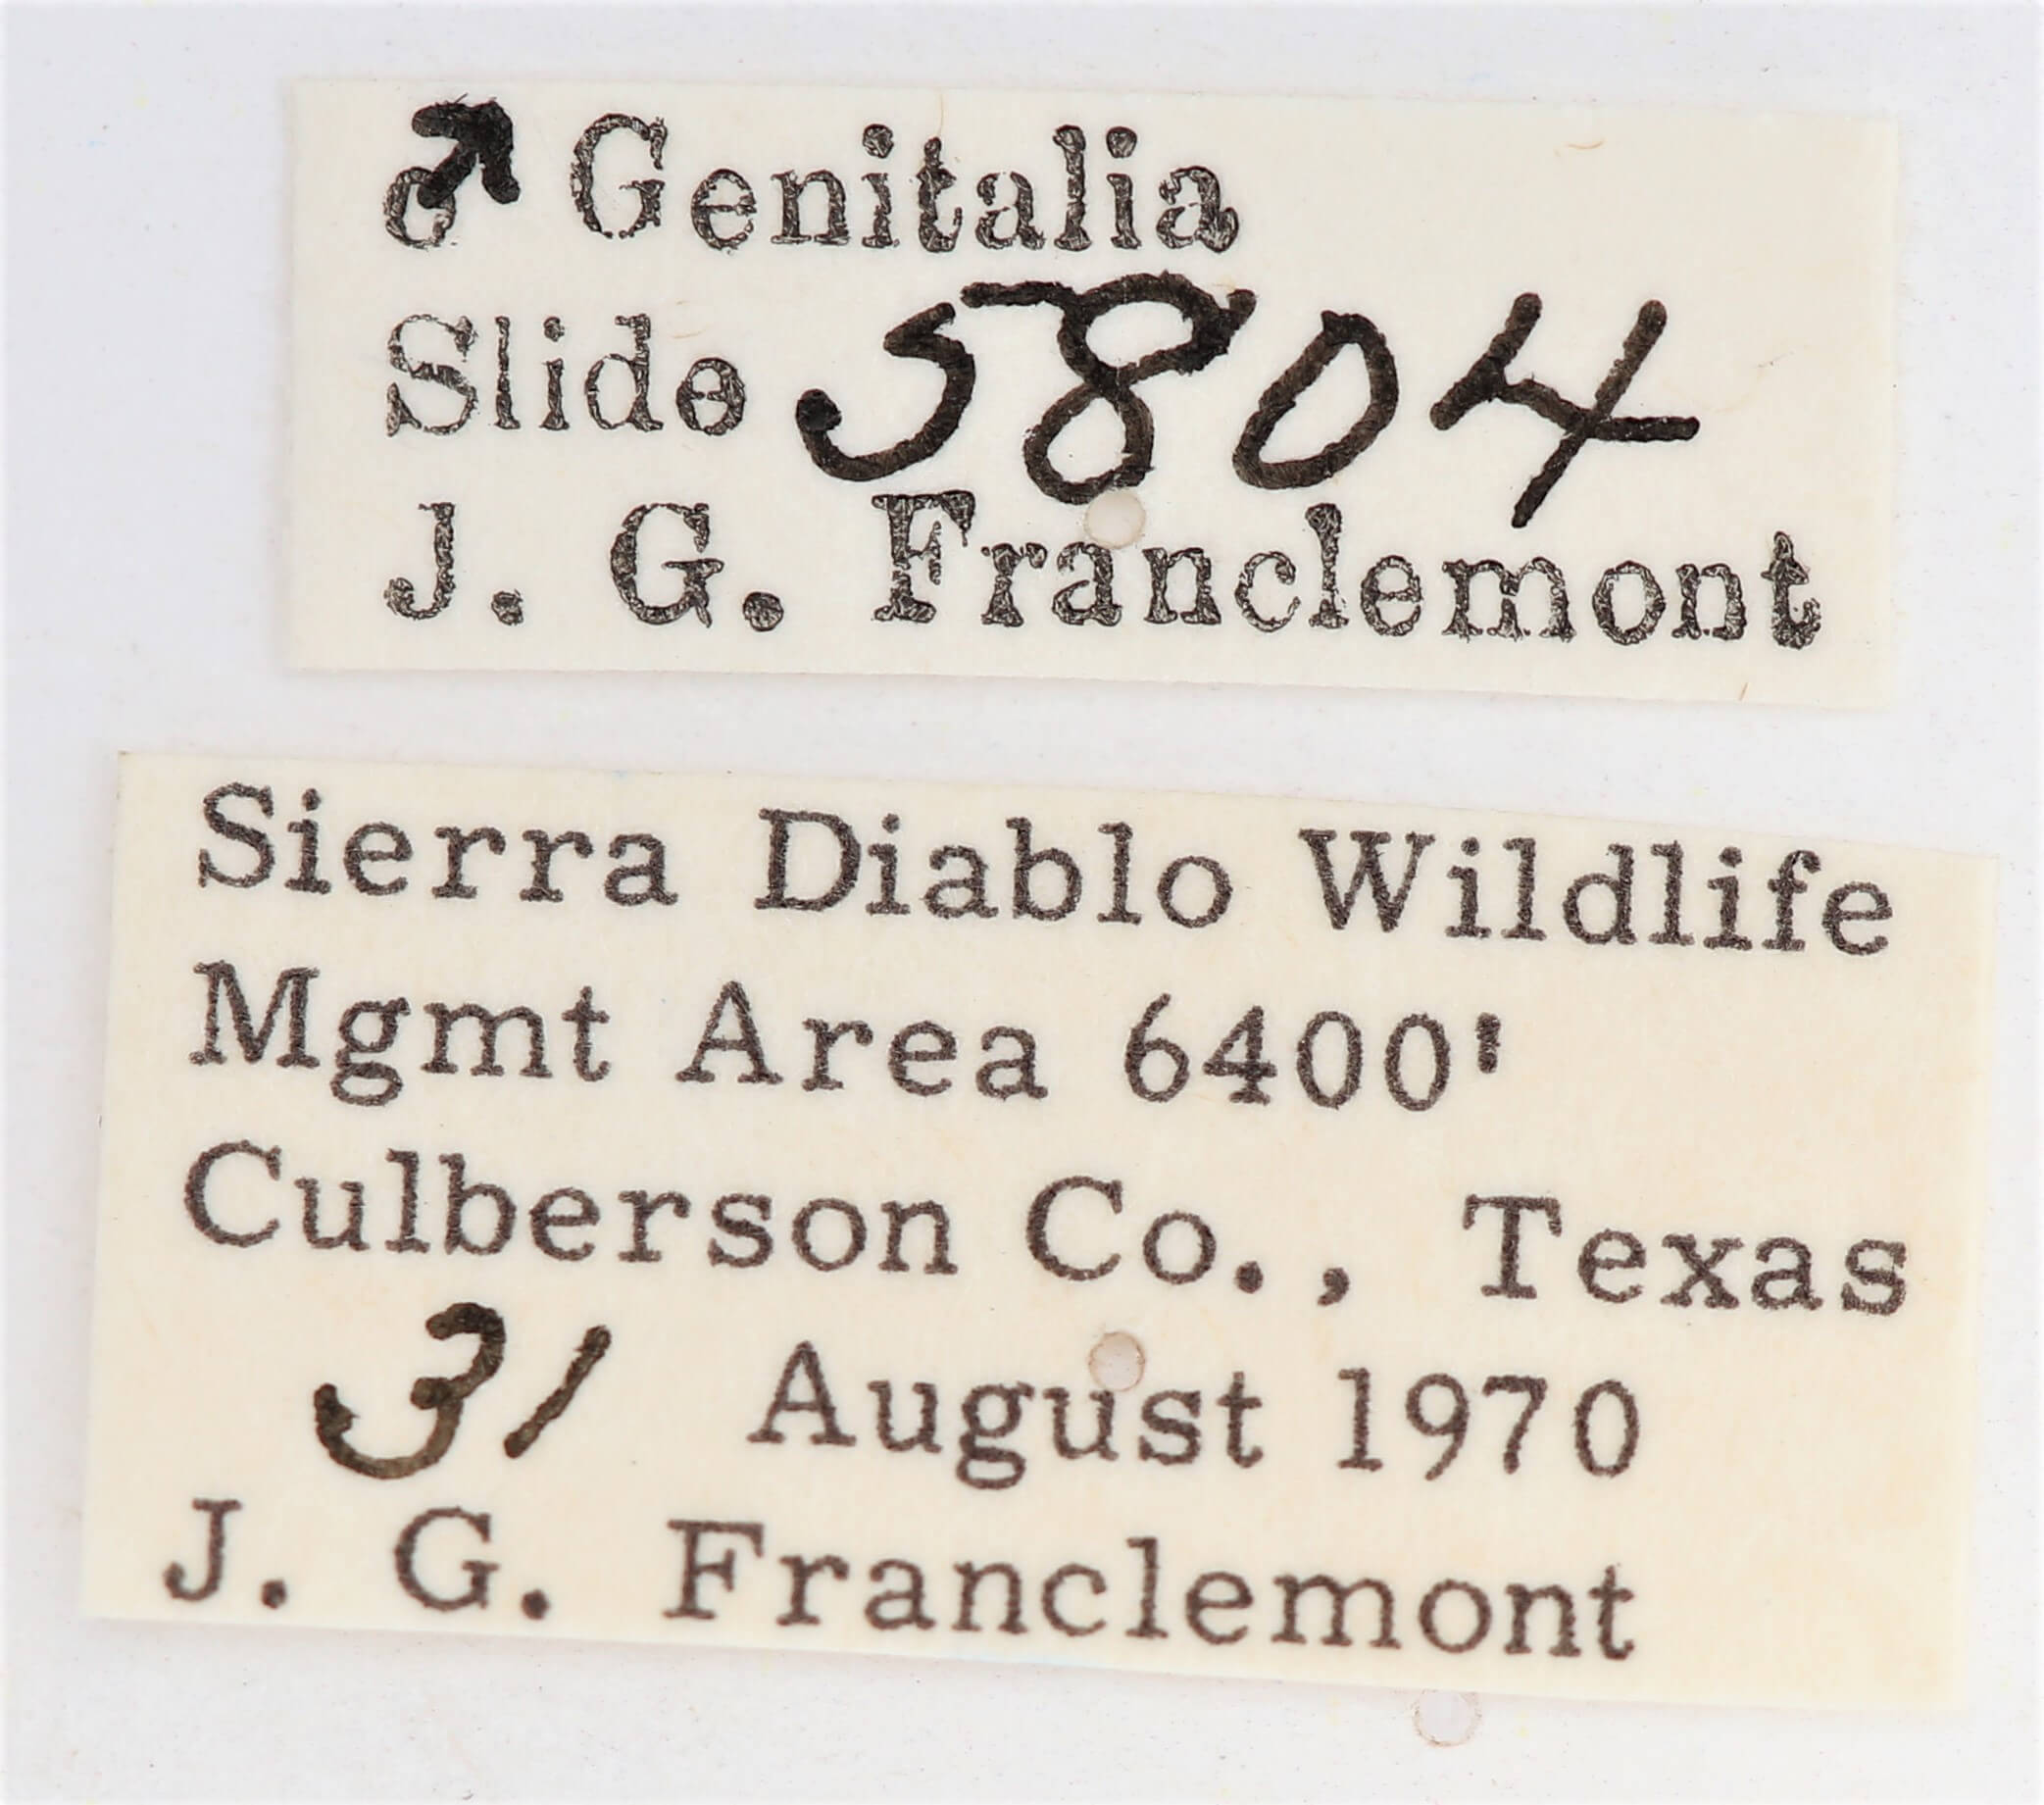 ♂ Genitalia
Slide 5804
J. G. Franclemont
Sierra Diablo Wildlife
Mgmt Area 6400'
Culberson Co., Texas
31 August 1970
J. G. Franclemont